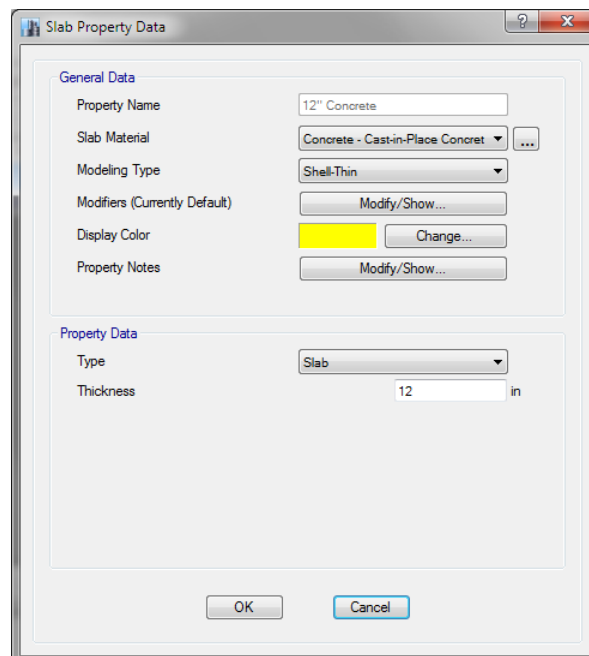 Slab Property Data
General Data
Property Name 12" Concrete
Slab Material Concrete - Cast-in-Place Concret ...
Modeling Type Shell-Thin
Modifiers (Currently Default) Modify/Show...
Display Color Change...
Property Notes Modify/Show...
Property Data
Type Slab
Thickness 12 in
OK Cancel